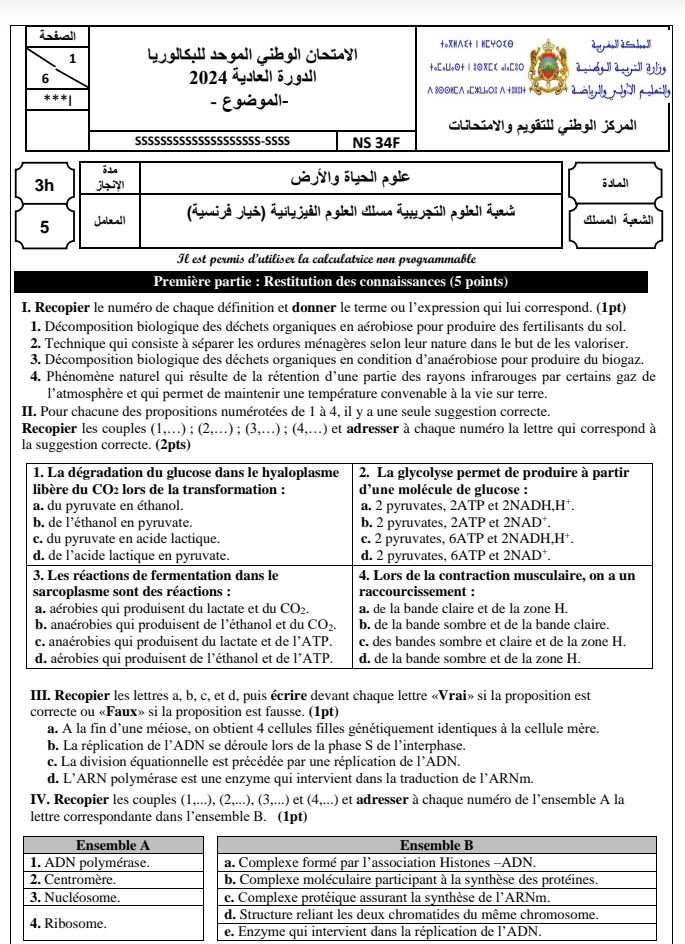 الصفحة
1
6
***|
الامتحان الوطني الموحد للبكالوريا
الدورة العادية 2024
- الموضوع-
SSSSSSSSSSSSSSSSSSSS-SSSS
NS 34F
المملكة المغربية
وزارة التربية الوطنية
والتعليم الأولي والرياضة
المركز الوطني للتقويم والامتحانات
3h
مدة الإنجاز
علوم الحياة والأرض
المادة
5
المعامل
شعبة العلوم التجريبية مسلك العلوم الفيزيائية (خيار فرنسية)
الشعبة المسلك
Il est permis d'utiliser la calculatrice non programmable
Première partie : Restitution des connaissances (5 points)
I. Recopier le numéro de chaque définition et donner le terme ou l'expression qui lui correspond. (1pt)
1. Décomposition biologique des déchets organiques en aérobiose pour produire des fertilisants du sol.
2. Technique qui consiste à séparer les ordures ménagères selon leur nature dans le but de les valoriser.
3. Décomposition biologique des déchets organiques en condition d'anaérobiose pour produire du biogaz.
4. Phénomène naturel qui résulte de la rétention d'une partie des rayons infrarouges par certains gaz de
l'atmosphère et qui permet de maintenir une température convenable à la vie sur terre.
II. Pour chacune des propositions numérotées de 1 à 4, il y a une seule suggestion correcte.
Recopier les couples (1,…) ; (2,…) ; (3,…) ; (4,…) et adresser à chaque numéro la lettre qui correspond à
la suggestion correcte. (2pts)
1. La dégradation du glucose dans le hyaloplasme
libère du CO₂ lors de la transformation :
a. du pyruvate en éthanol.
b. de l'éthanol en pyruvate.
c. du pyruvate en acide lactique.
d. de l'acide lactique en pyruvate.
2. La glycolyse permet de produire à partir
d'une molécule de glucose :
a. 2 pyruvates, 2ATP et 2NADH,H⁺.
b. 2 pyruvates, 2ATP et 2NAD⁺.
c. 2 pyruvates, 6ATP et 2NADH,H⁺.
d. 2 pyruvates, 6ATP et 2NAD⁺.
3. Les réactions de fermentation dans le
sarcoplasme sont des réactions :
a. aérobies qui produisent du lactate et du CO₂.
b. anaérobies qui produisent de l'éthanol et du CO₂.
c. anaérobies qui produisent du lactate et de l'ATP.
d. aérobies qui produisent de l'éthanol et de l'ATP.
4. Lors de la contraction musculaire, on a un
raccourcissement :
a. de la bande claire et de la zone H.
b. de la bande sombre et de la bande claire.
c. des bandes sombre et claire et de la zone H.
d. de la bande sombre et de la zone H.
III. Recopier les lettres a, b, c, et d, puis écrire devant chaque lettre «Vrai» si la proposition est
correcte ou «Faux» si la proposition est fausse. (1pt)
a. A la fin d'une méiose, on obtient 4 cellules filles génétiquement identiques à la cellule mère.
b. La réplication de l'ADN se déroule lors de la phase S de l'interphase.
c. La division équationnelle est précédée par une réplication de l'ADN.
d. L'ARN polymérase est une enzyme qui intervient dans la traduction de l'ARNm.
IV. Recopier les couples (1,...), (2,...), (3,...) et (4,...) et adresser à chaque numéro de l'ensemble A la
lettre correspondante dans l'ensemble B. (1pt)
Ensemble A
1. ADN polymérase.
2. Centromère.
3. Nucléosome.
4. Ribosome.
Ensemble B
a. Complexe formé par l'association Histones –ADN.
b. Complexe moléculaire participant à la synthèse des protéines.
c. Complexe protéique assurant la synthèse de l'ARNm.
d. Structure reliant les deux chromatides du même chromosome.
e. Enzyme qui intervient dans la réplication de l'ADN.